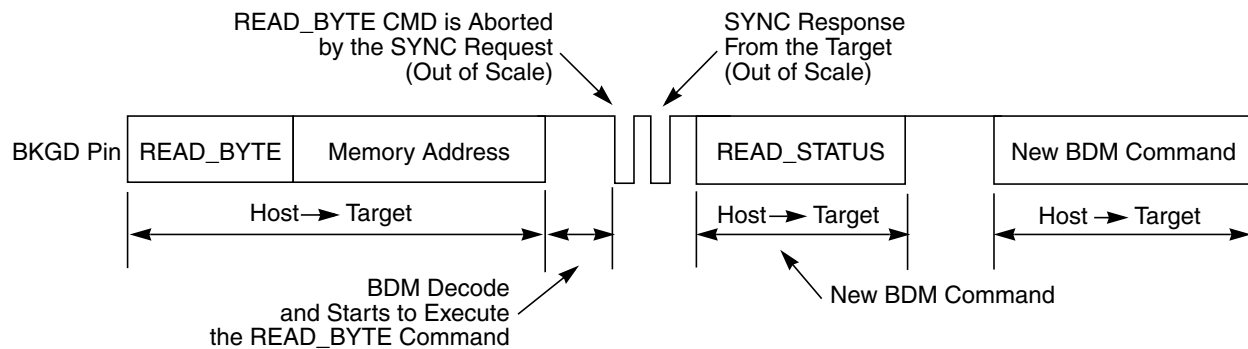 READ_BYTE CMD is Aborted
by the SYNC Request
(Out of Scale)
SYNC Response
From the Target
(Out of Scale)
BKGD Pin
READ_BYTE
Memory Address
READ_STATUS
New BDM Command
Host → Target
Host → Target
Host → Target
BDM Decode
and Starts to Execute
the READ_BYTE Command
New BDM Command